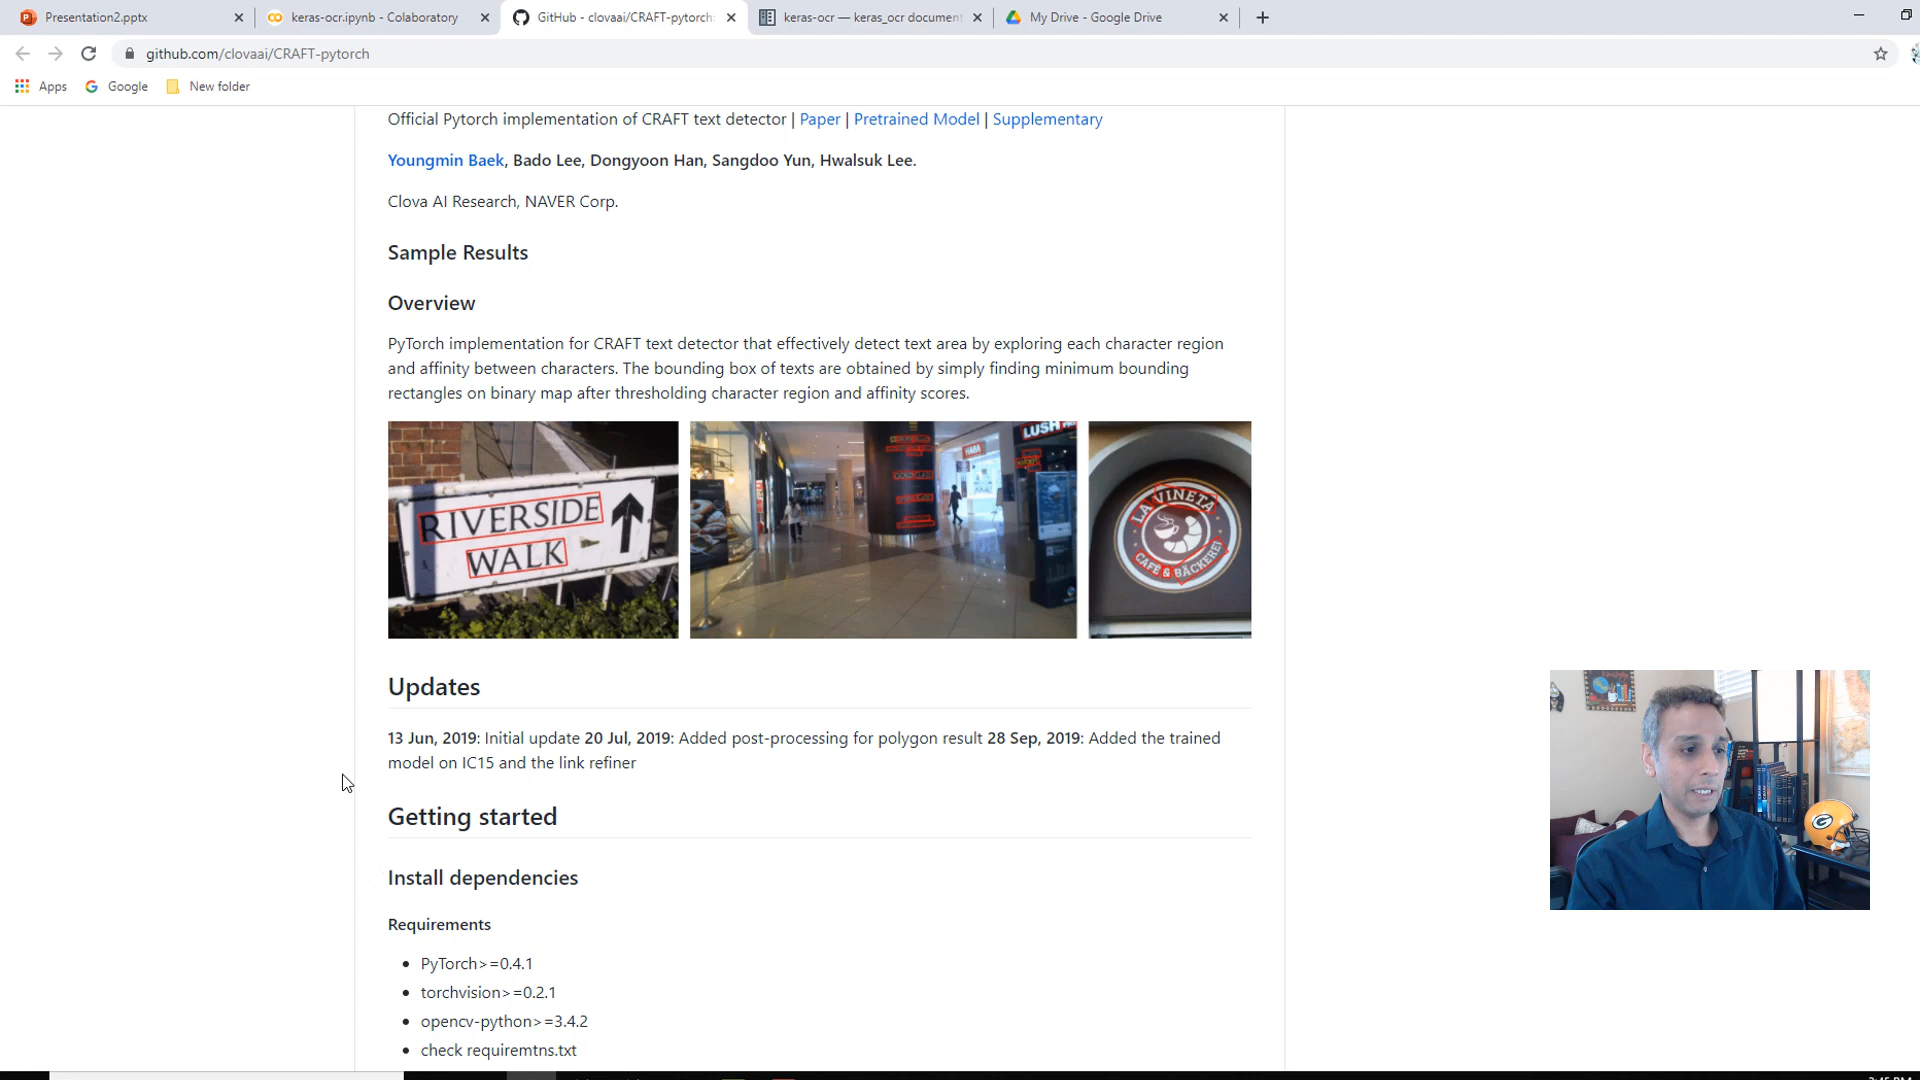 Presentation2.pptx
keras-ocr.ipynb - Colaboratory
GitHub - clovaai/CRAFT-pytorch:
keras-ocr — keras_ocr document
My Drive - Google Drive
github.com/clovaai/CRAFT-pytorch
Apps
Google
New folder
Official Pytorch implementation of CRAFT text detector | Paper | Pretrained Model | Supplementary
Youngmin Baek, Bado Lee, Dongyoon Han, Sangdoo Yun, Hwalsuk Lee.
Clova AI Research, NAVER Corp.
Sample Results
Overview
PyTorch implementation for CRAFT text detector that effectively detect text area by exploring each character region
and affinity between characters. The bounding box of texts are obtained by simply finding minimum bounding
rectangles on binary map after thresholding character region and affinity scores.
RIVERSIDE
WALK
LUSH
LA VINETA
CAFÉ & BÄCKEREI
Updates
13 Jun, 2019: Initial update 20 Jul, 2019: Added post-processing for polygon result 28 Sep, 2019: Added the trained
model on IC15 and the link refiner
Getting started
Install dependencies
Requirements
PyTorch>=0.4.1
torchvision>=0.2.1
opencv-python>=3.4.2
check requiremtns.txt